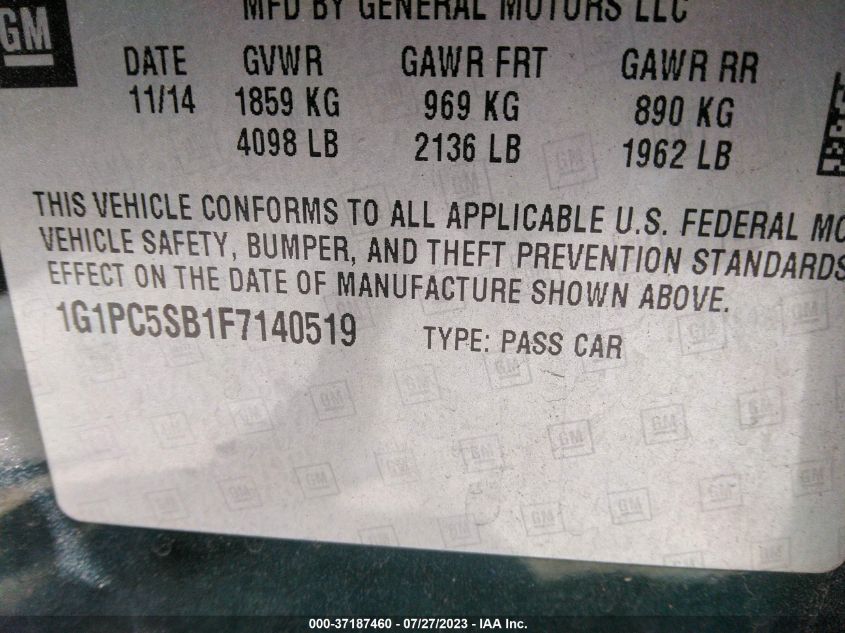 MFD BY GENERAL MOTORS LLC
GM
DATE GVWR GAWR FRT GAWR RR
11/14 1859 KG 969 KG 890 KG
4098 LB 2136 LB 1962 LB
THIS VEHICLE CONFORMS TO ALL APPLICABLE U.S. FEDERAL MO
VEHICLE SAFETY, BUMPER, AND THEFT PREVENTION STANDARDS
EFFECT ON THE DATE OF MANUFACTURE SHOWN ABOVE.
1G1PC5SB1F7140519 TYPE: PASS CAR
000-37187460 - 07/27/2023 - IAA Inc.